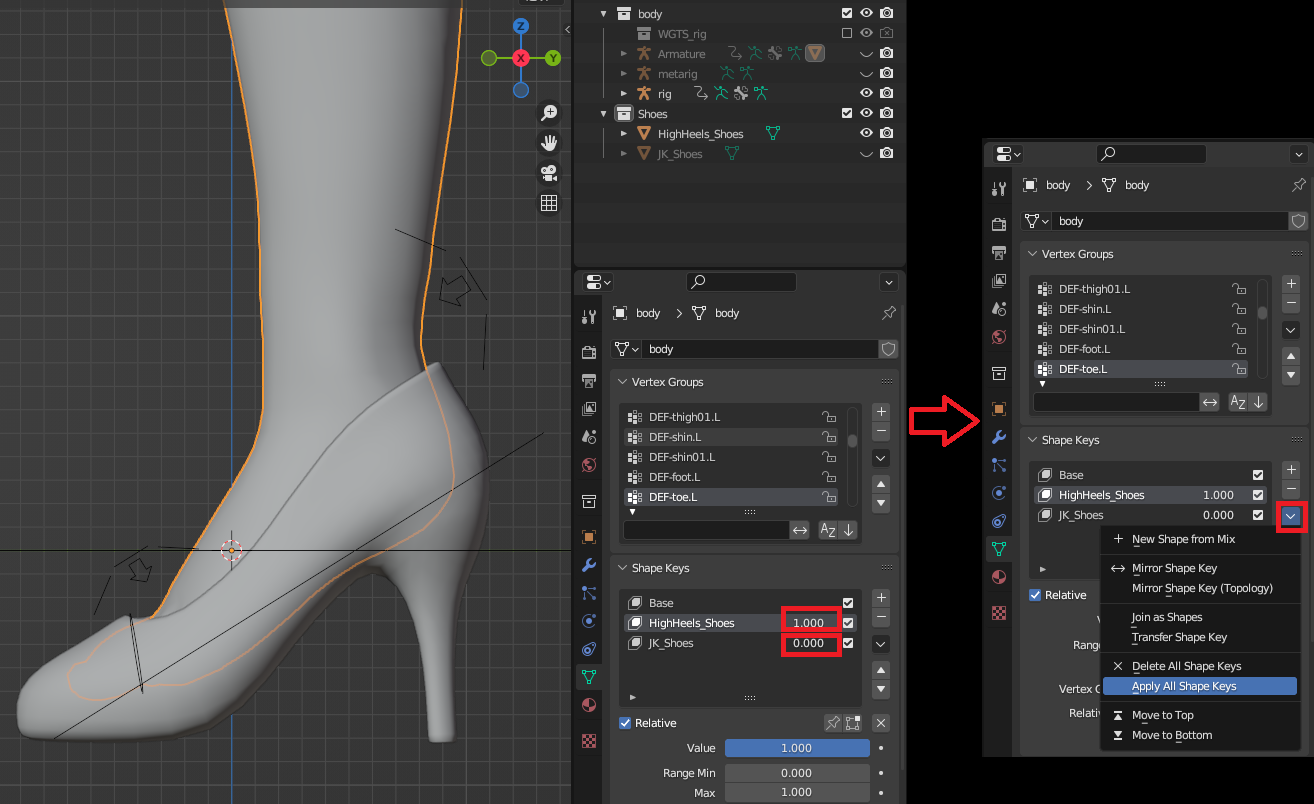 Z
X
Y
body
WGTS_rig
Armature
metarig
rig
Shoes
HighHeels_Shoes
JK_Shoes
body
body
body
Vertex Groups
DEF-thigh01.L
DEF-shin.L
DEF-shin01.L
DEF-foot.L
DEF-toe.L
AZ
Shape Keys
Base
HighHeels_Shoes 1.000
JK_Shoes 0.000
Relative
Value 1.000
Range Min 0.000
Max 1.000
body
body
body
Vertex Groups
DEF-thigh01.L
DEF-shin.L
DEF-shin01.L
DEF-foot.L
DEF-toe.L
AZ
Shape Keys
Base
HighHeels_Shoes 1.000
JK_Shoes 0.000
New Shape from Mix
Mirror Shape Key
Mirror Shape Key (Topology)
Join as Shapes
Transfer Shape Key
Delete All Shape Keys
Apply All Shape Keys
Move to Top
Move to Bottom
Relative
Rang
Vertex G
Relati